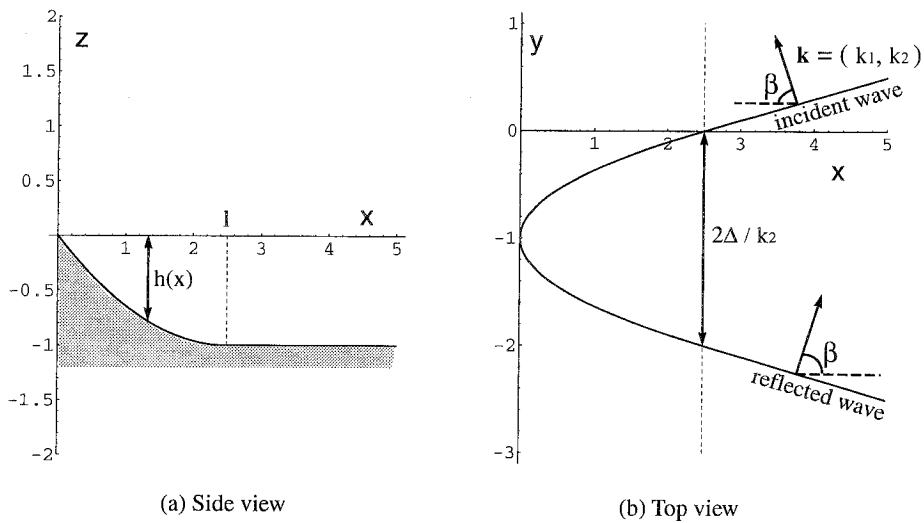 z
2
1.5
1
0.5
0
-0.5
-1
-1.5
-2
1
2
3
4
5
l
x
h(x)
(a) Side view
y
1
0
-1
-2
-3
1
2
3
4
5
x
k = ( k1, k2 )
β
incident wave
2Δ / k2
β
reflected wave
(b) Top view